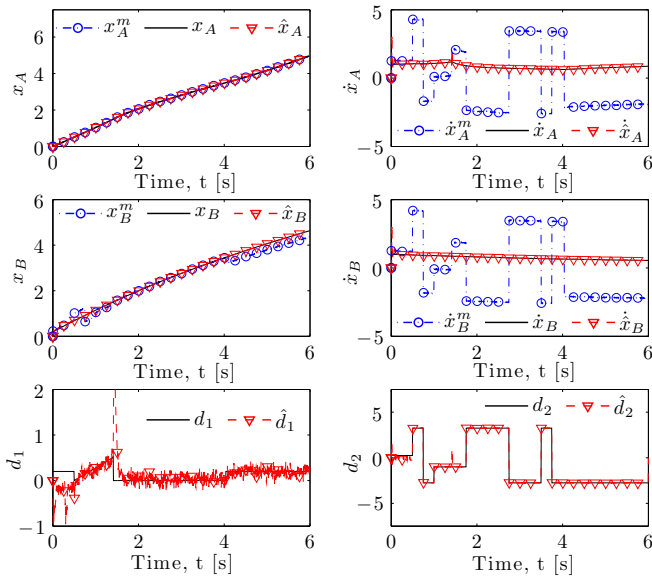 x_A^m x_A x̂_A
6
4
2
0
x_A
0 2 4 6
Time, t [s]
5
0
−5
ẋ_A
ẋ_A^m ẋ_A ẋ̂_A
0 2 4 6
Time, t [s]
x_B^m x_B x̂_B
6
4
2
0
x_B
0 2 4 6
Time, t [s]
5
0
−5
ẋ_B
ẋ_B^m ẋ_B ẋ̂_B
0 2 4 6
Time, t [s]
d_1 d̂_1
2
1
0
−1
d_1
0 2 4 6
Time, t [s]
d_2 d̂_2
5
0
−5
d_2
0 2 4 6
Time, t [s]